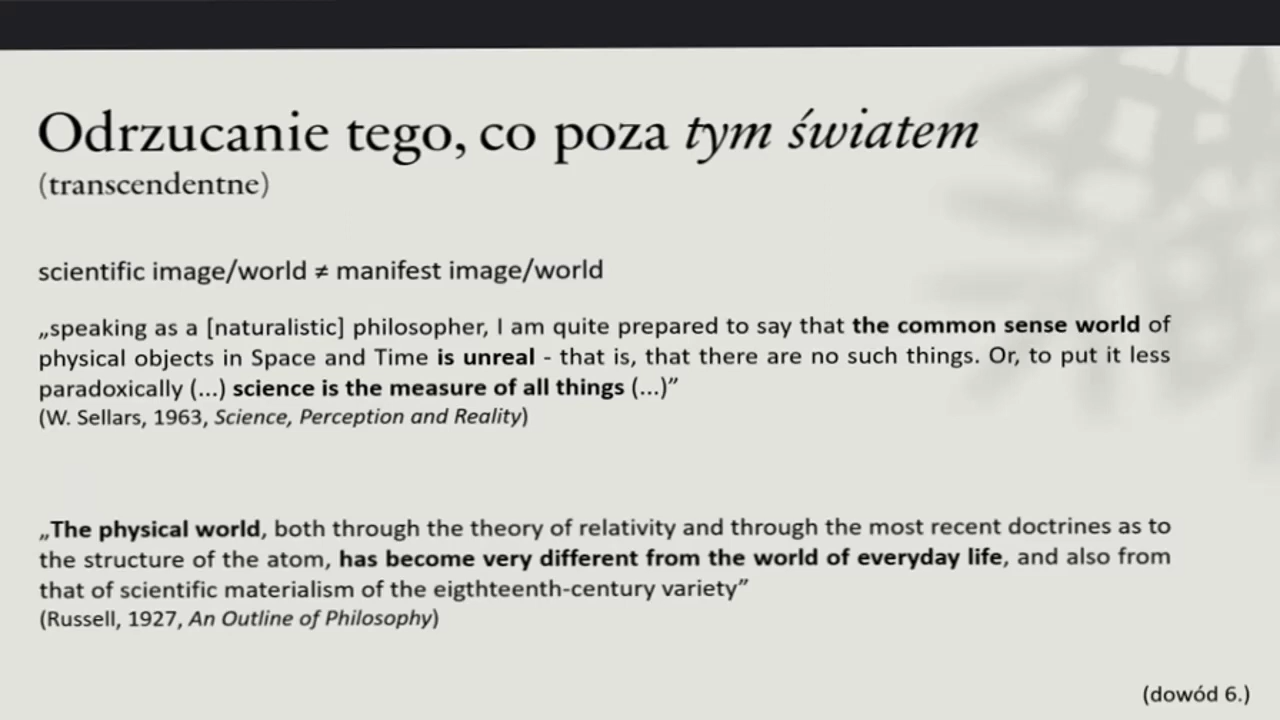 Odrzucanie tego, co poza tym światem
(transcendentne)
scientific image/world ≠ manifest image/world
„speaking as a [naturalistic] philosopher, I am quite prepared to say that the common sense world of
physical objects in Space and Time is unreal - that is, that there are no such things. Or, to put it less
paradoxically (...) science is the measure of all things (...)”
(W. Sellars, 1963, Science, Perception and Reality)
„The physical world, both through the theory of relativity and through the most recent doctrines as to
the structure of the atom, has become very different from the world of everyday life, and also from
that of scientific materialism of the eigthteenth-century variety”
(Russell, 1927, An Outline of Philosophy)
(dowód 6.)